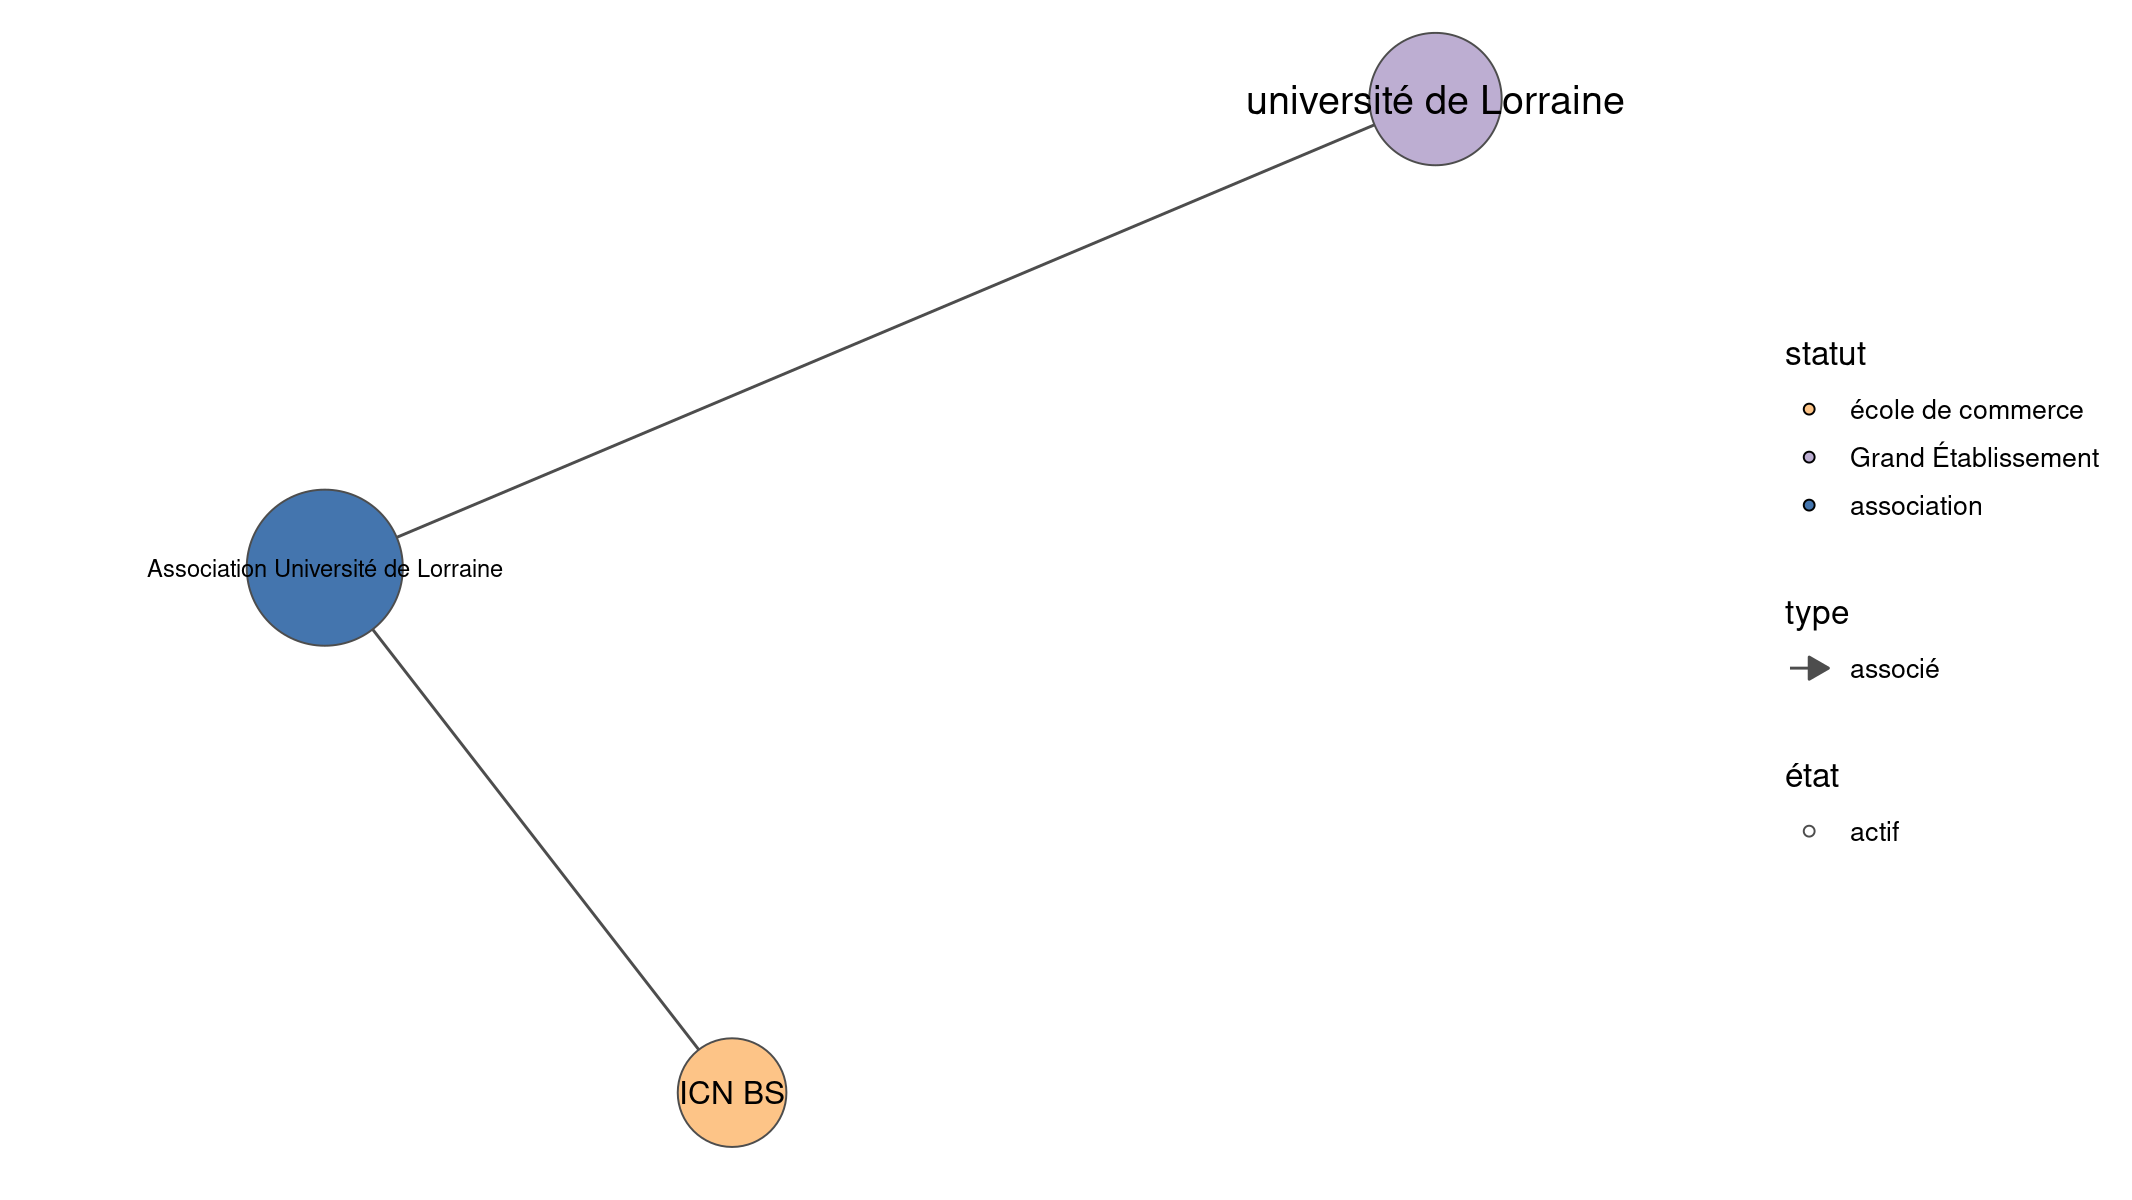 université de Lorraine
Association Université de Lorraine
ICN BS
statut
école de commerce
Grand Établissement
association
type
associé
état
actif